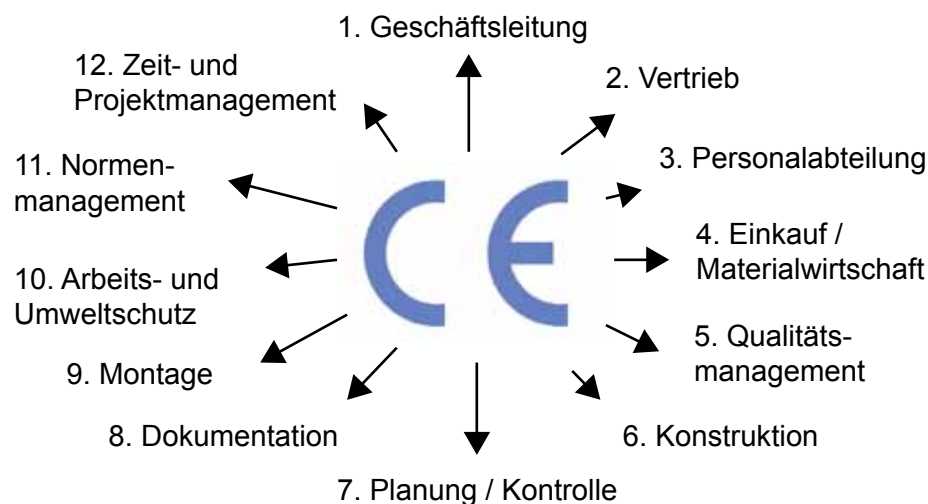 1. Geschäftsleitung
2. Vertrieb
3. Personalabteilung
4. Einkauf /
Materialwirtschaft
5. Qualitäts-
management
6. Konstruktion
7. Planung / Kontrolle
8. Dokumentation
9. Montage
10. Arbeits- und
Umweltschutz
11. Normen-
management
12. Zeit- und
Projektmanagement
CE